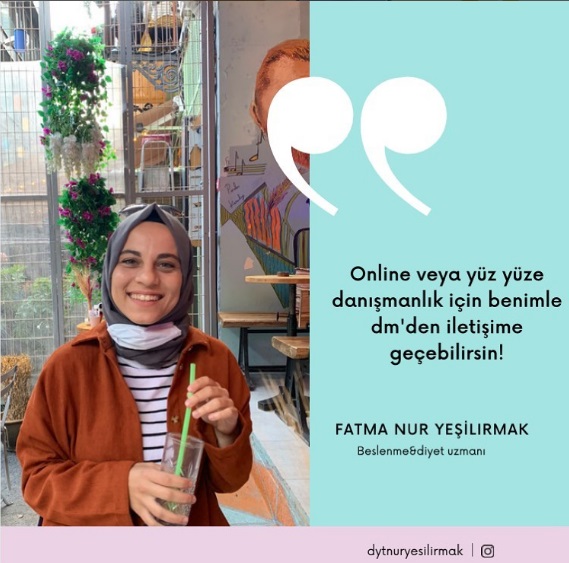 Online veya yüz yüze
danışmanlık için benimle
dm'den iletişime
geçebilirsin!
FATMA NUR YEŞİLIRMAK
Beslenme&diyet uzmanı
dytnuryesilirmak